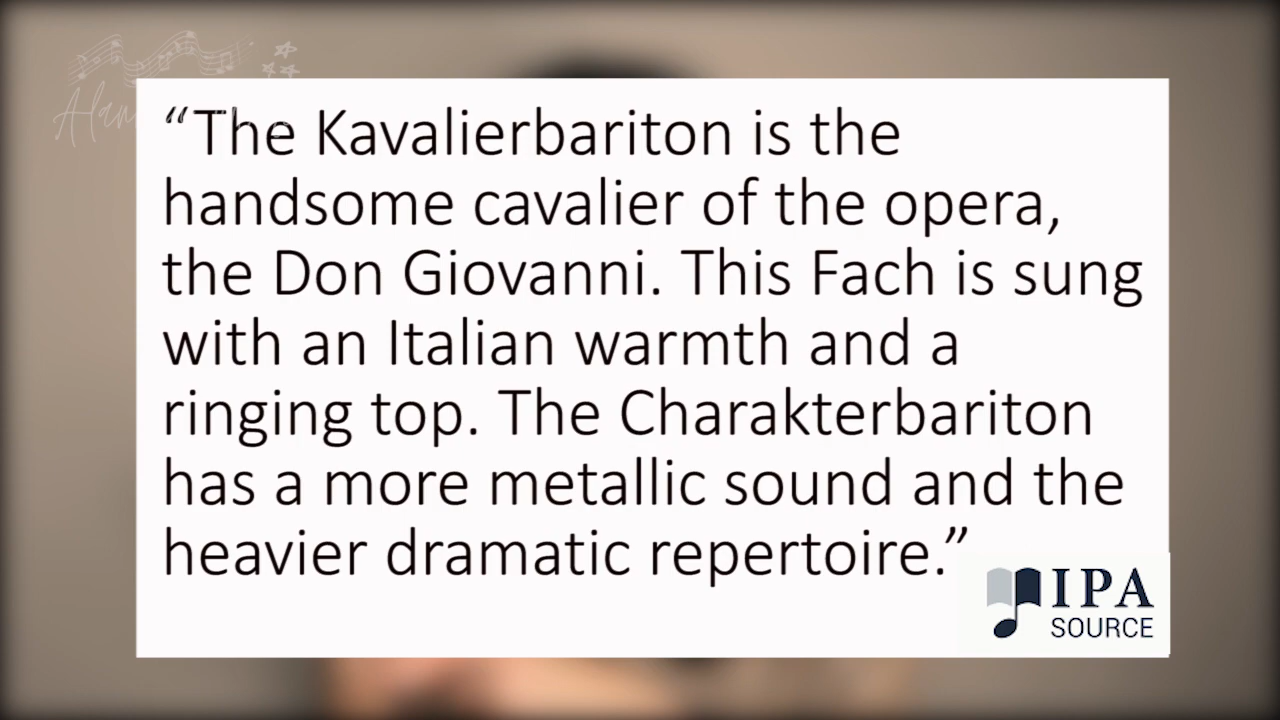 “The Kavalierbariton is the
handsome cavalier of the opera,
the Don Giovanni. This Fach is sung
with an Italian warmth and a
ringing top. The Charakterbariton
has a more metallic sound and the
heavier dramatic repertoire.”
IPA
SOURCE